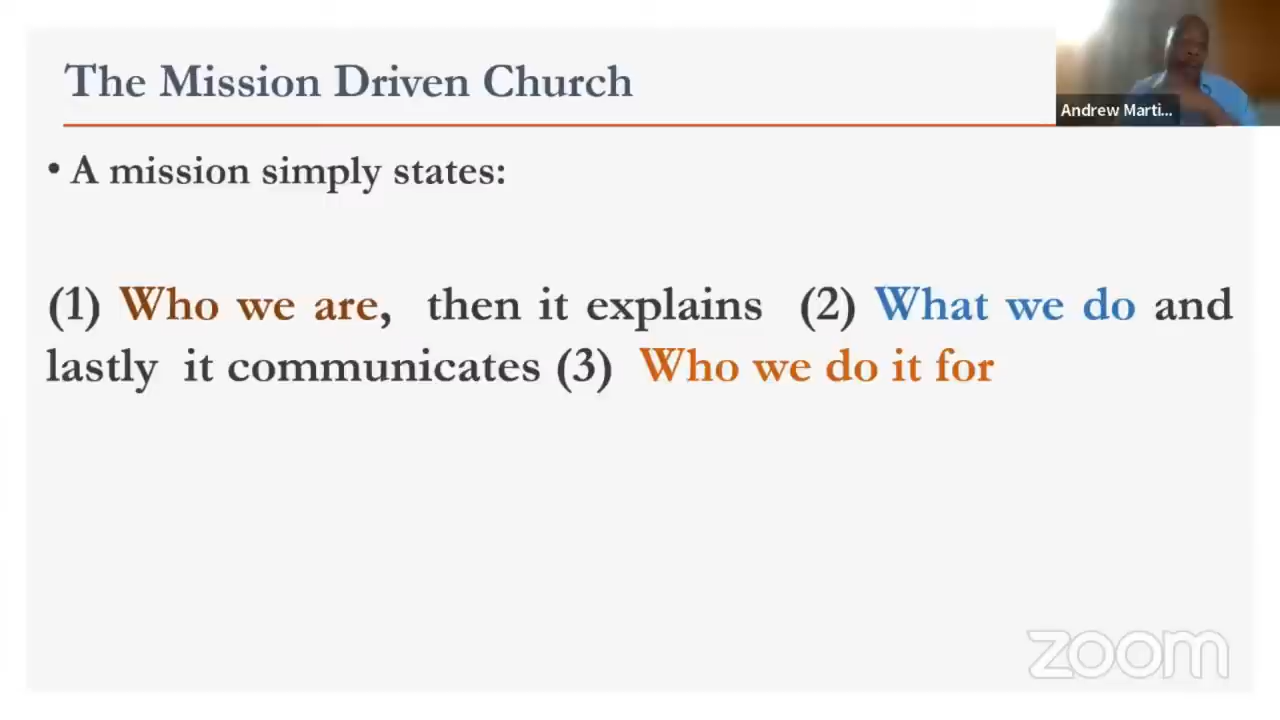 The Mission Driven Church
Andrew Marti...
• A mission simply states:
(1) Who we are, then it explains (2) What we do and
lastly it communicates (3) Who we do it for
zoom